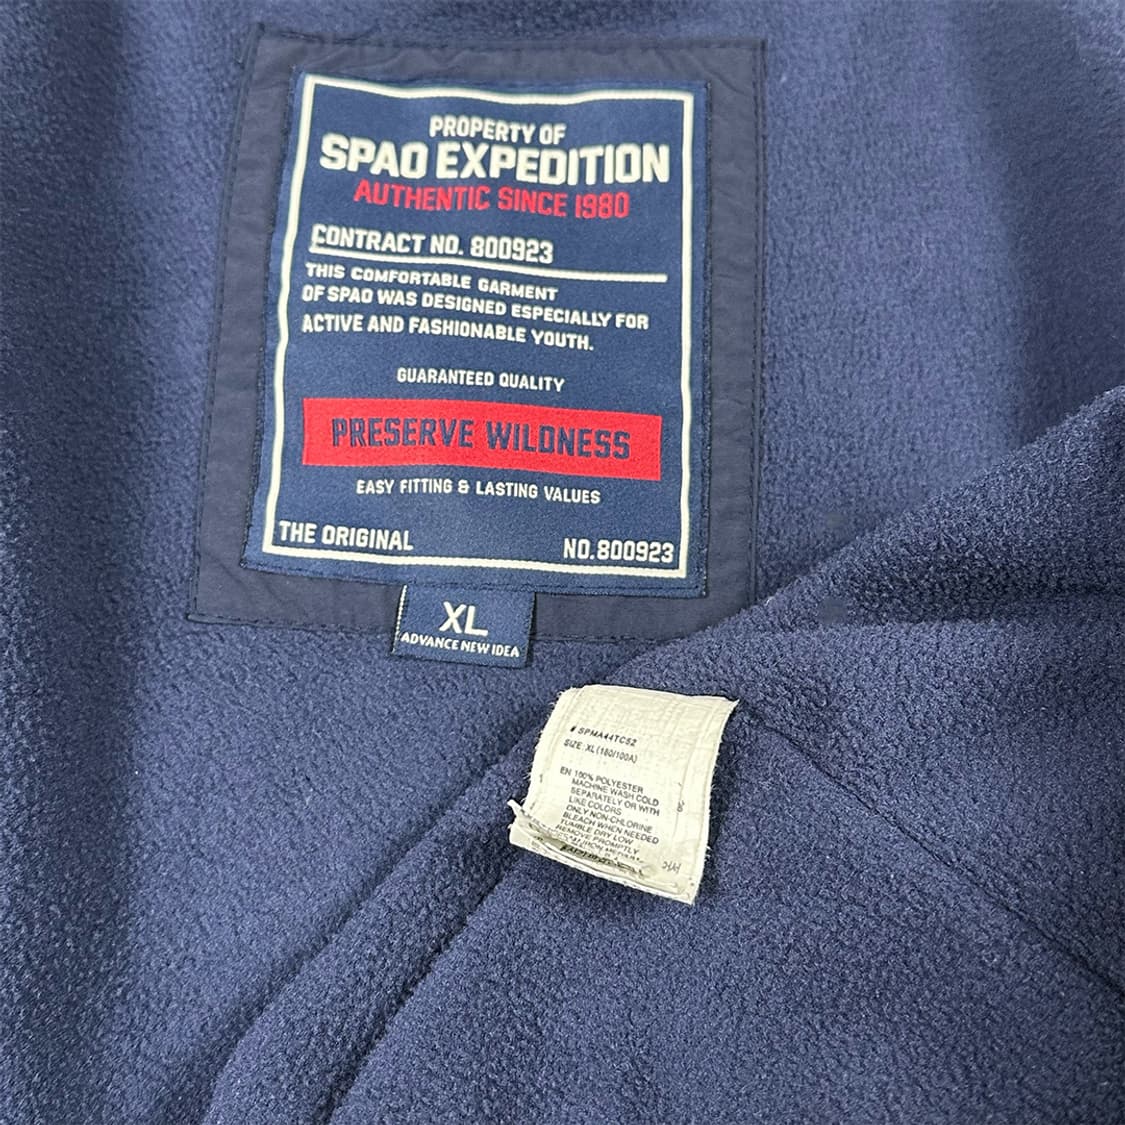 PROPERTY OF
SPAO EXPEDITION
AUTHENTIC SINCE 1980
CONTRACT NO. 800923
THIS COMFORTABLE GARMENT
OF SPAO WAS DESIGNED ESPECIALLY FOR
ACTIVE AND FASHIONABLE YOUTH.
GUARANTEED QUALITY
PRESERVE WILDNESS
EASY FITTING & LASTING VALUES
THE ORIGINAL NO.800923
XL
ADVANCE NEW IDEA
# SPMA44TC52
SIZE: XL(180/100A)
EN 100% POLYESTER
MACHINE WASH COLD
SEPARATELY OR WITH
LIKE COLORS
ONLY NON-CHLORINE
BLEACH WHEN NEEDED
TUMBLE DRY LOW
REMOVE PROMPTLY
IRON